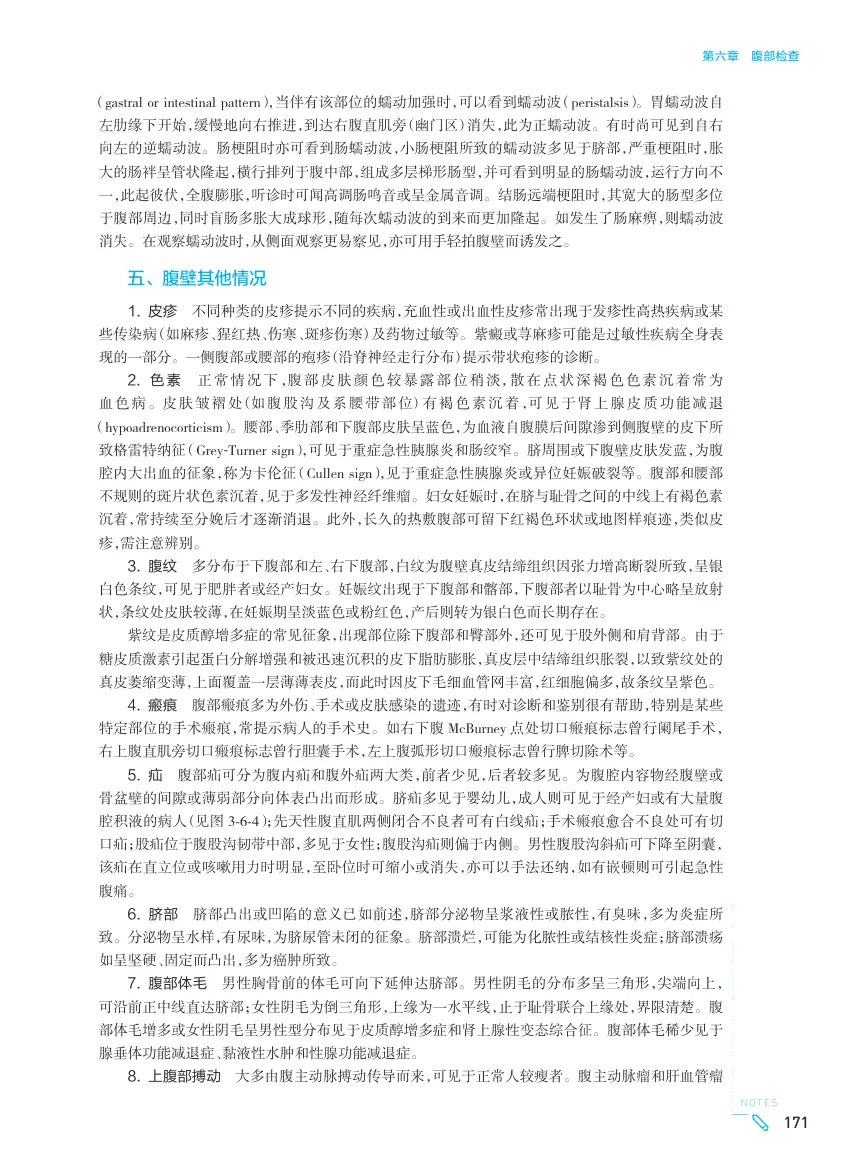 第六章　腹部检查
（gastral or intestinal pattern），当伴有该部位的蠕动加强时，可以看到蠕动波（peristalsis）。胃蠕动波自
左肋缘下开始，缓慢地向右推进，到达右腹直肌旁（幽门区）消失，此为正蠕动波。有时尚可见到自右
向左的逆蠕动波。肠梗阻时亦可看到肠蠕动波，小肠梗阻所致的蠕动波多见于脐部，严重梗阻时，胀
大的肠袢呈管状隆起，横行排列于腹中部，组成多层梯形肠型，并可看到明显的肠蠕动波，运行方向不
一，此起彼伏，全腹膨胀，听诊时可闻高调肠鸣音或呈金属音调。结肠远端梗阻时，其宽大的肠型多位
于腹部周边，同时盲肠多胀大成球形，随每次蠕动波的到来而更加隆起。如发生了肠麻痹，则蠕动波
消失。在观察蠕动波时，从侧面观察更易察见，亦可用手轻拍腹壁而诱发之。
五、腹壁其他情况
1. 皮疹　不同种类的皮疹提示不同的疾病，充血性或出血性皮疹常出现于发疹性高热疾病或某
些传染病（如麻疹、猩红热、伤寒、斑疹伤寒）及药物过敏等。紫癜或荨麻疹可能是过敏性疾病全身表
现的一部分。一侧腹部或腰部的疱疹（沿脊神经走行分布）提示带状疱疹的诊断。
2. 色素　正常情况下，腹部皮肤颜色较暴露部位稍淡，散在点状深褐色色素沉着常为
血色病。皮肤皱褶处（如腹股沟及系腰带部位）有褐色素沉着，可见于肾上腺皮质功能减退
（hypoadrenocorticism）。腰部、季肋部和下腹部皮肤呈蓝色，为血液自腹膜后间隙渗到侧腹壁的皮下所
致格雷特纳征（Grey-Turner sign），可见于重症急性胰腺炎和肠绞窄。脐周围或下腹壁皮肤发蓝，为腹
腔内大出血的征象，称为卡伦征（Cullen sign），见于重症急性胰腺炎或异位妊娠破裂等。腹部和腰部
不规则的斑片状色素沉着，见于多发性神经纤维瘤。妇女妊娠时，在脐与耻骨之间的中线上有褐色素
沉着，常持续至分娩后才逐渐消退。此外，长久的热敷腹部可留下红褐色环状或地图样痕迹，类似皮
疹，需注意辨别。
3. 腹纹　多分布于下腹部和左、右下腹部，白纹为腹壁真皮结缔组织因张力增高断裂所致，呈银
白色条纹，可见于肥胖者或经产妇女。妊娠纹出现于下腹部和髂部，下腹部者以耻骨为中心略呈放射
状，条纹处皮肤较薄，在妊娠期呈淡蓝色或粉红色，产后则转为银白色而长期存在。
紫纹是皮质醇增多症的常见征象，出现部位除下腹部和臀部外，还可见于股外侧和肩背部。由于
糖皮质激素引起蛋白分解增强和被迅速沉积的皮下脂肪膨胀，真皮层中结缔组织胀裂，以致紫纹处的
真皮萎缩变薄，上面覆盖一层薄薄表皮，而此时因皮下毛细血管网丰富，红细胞偏多，故条纹呈紫色。
4. 瘢痕　腹部瘢痕多为外伤、手术或皮肤感染的遗迹，有时对诊断和鉴别很有帮助，特别是某些
特定部位的手术瘢痕，常提示病人的手术史。如右下腹 McBurney 点处切口瘢痕标志曾行阑尾手术，
右上腹直肌旁切口瘢痕标志曾行胆囊手术，左上腹弧形切口瘢痕标志曾行脾切除术等。
5. 疝　腹部疝可分为腹内疝和腹外疝两大类，前者少见，后者较多见。为腹腔内容物经腹壁或
骨盆壁的间隙或薄弱部分向体表凸出而形成。脐疝多见于婴幼儿，成人则可见于经产妇或有大量腹
腔积液的病人（见图 3-6-4）；先天性腹直肌两侧闭合不良者可有白线疝；手术瘢痕愈合不良处可有切
口疝；股疝位于腹股沟韧带中部，多见于女性；腹股沟疝则偏于内侧。男性腹股沟斜疝可下降至阴囊，
该疝在直立位或咳嗽用力时明显，至卧位时可缩小或消失，亦可以手法还纳，如有嵌顿则可引起急性
腹痛。
6. 脐部　脐部凸出或凹陷的意义已如前述，脐部分泌物呈浆液性或脓性，有臭味，多为炎症所
致。分泌物呈水样，有尿味，为脐尿管未闭的征象。脐部溃烂，可能为化脓性或结核性炎症；脐部溃疡
如呈坚硬、固定而凸出，多为癌肿所致。
7. 腹部体毛　男性胸骨前的体毛可向下延伸达脐部。男性阴毛的分布多呈三角形，尖端向上，
可沿前正中线直达脐部；女性阴毛为倒三角形，上缘为一水平线，止于耻骨联合上缘处，界限清楚。腹
部体毛增多或女性阴毛呈男性型分布见于皮质醇增多症和肾上腺性变态综合征。腹部体毛稀少见于
腺垂体功能减退症、黏液性水肿和性腺功能减退症。
8. 上腹部搏动　大多由腹主动脉搏动传导而来，可见于正常人较瘦者。腹主动脉瘤和肝血管瘤
NOTES
171